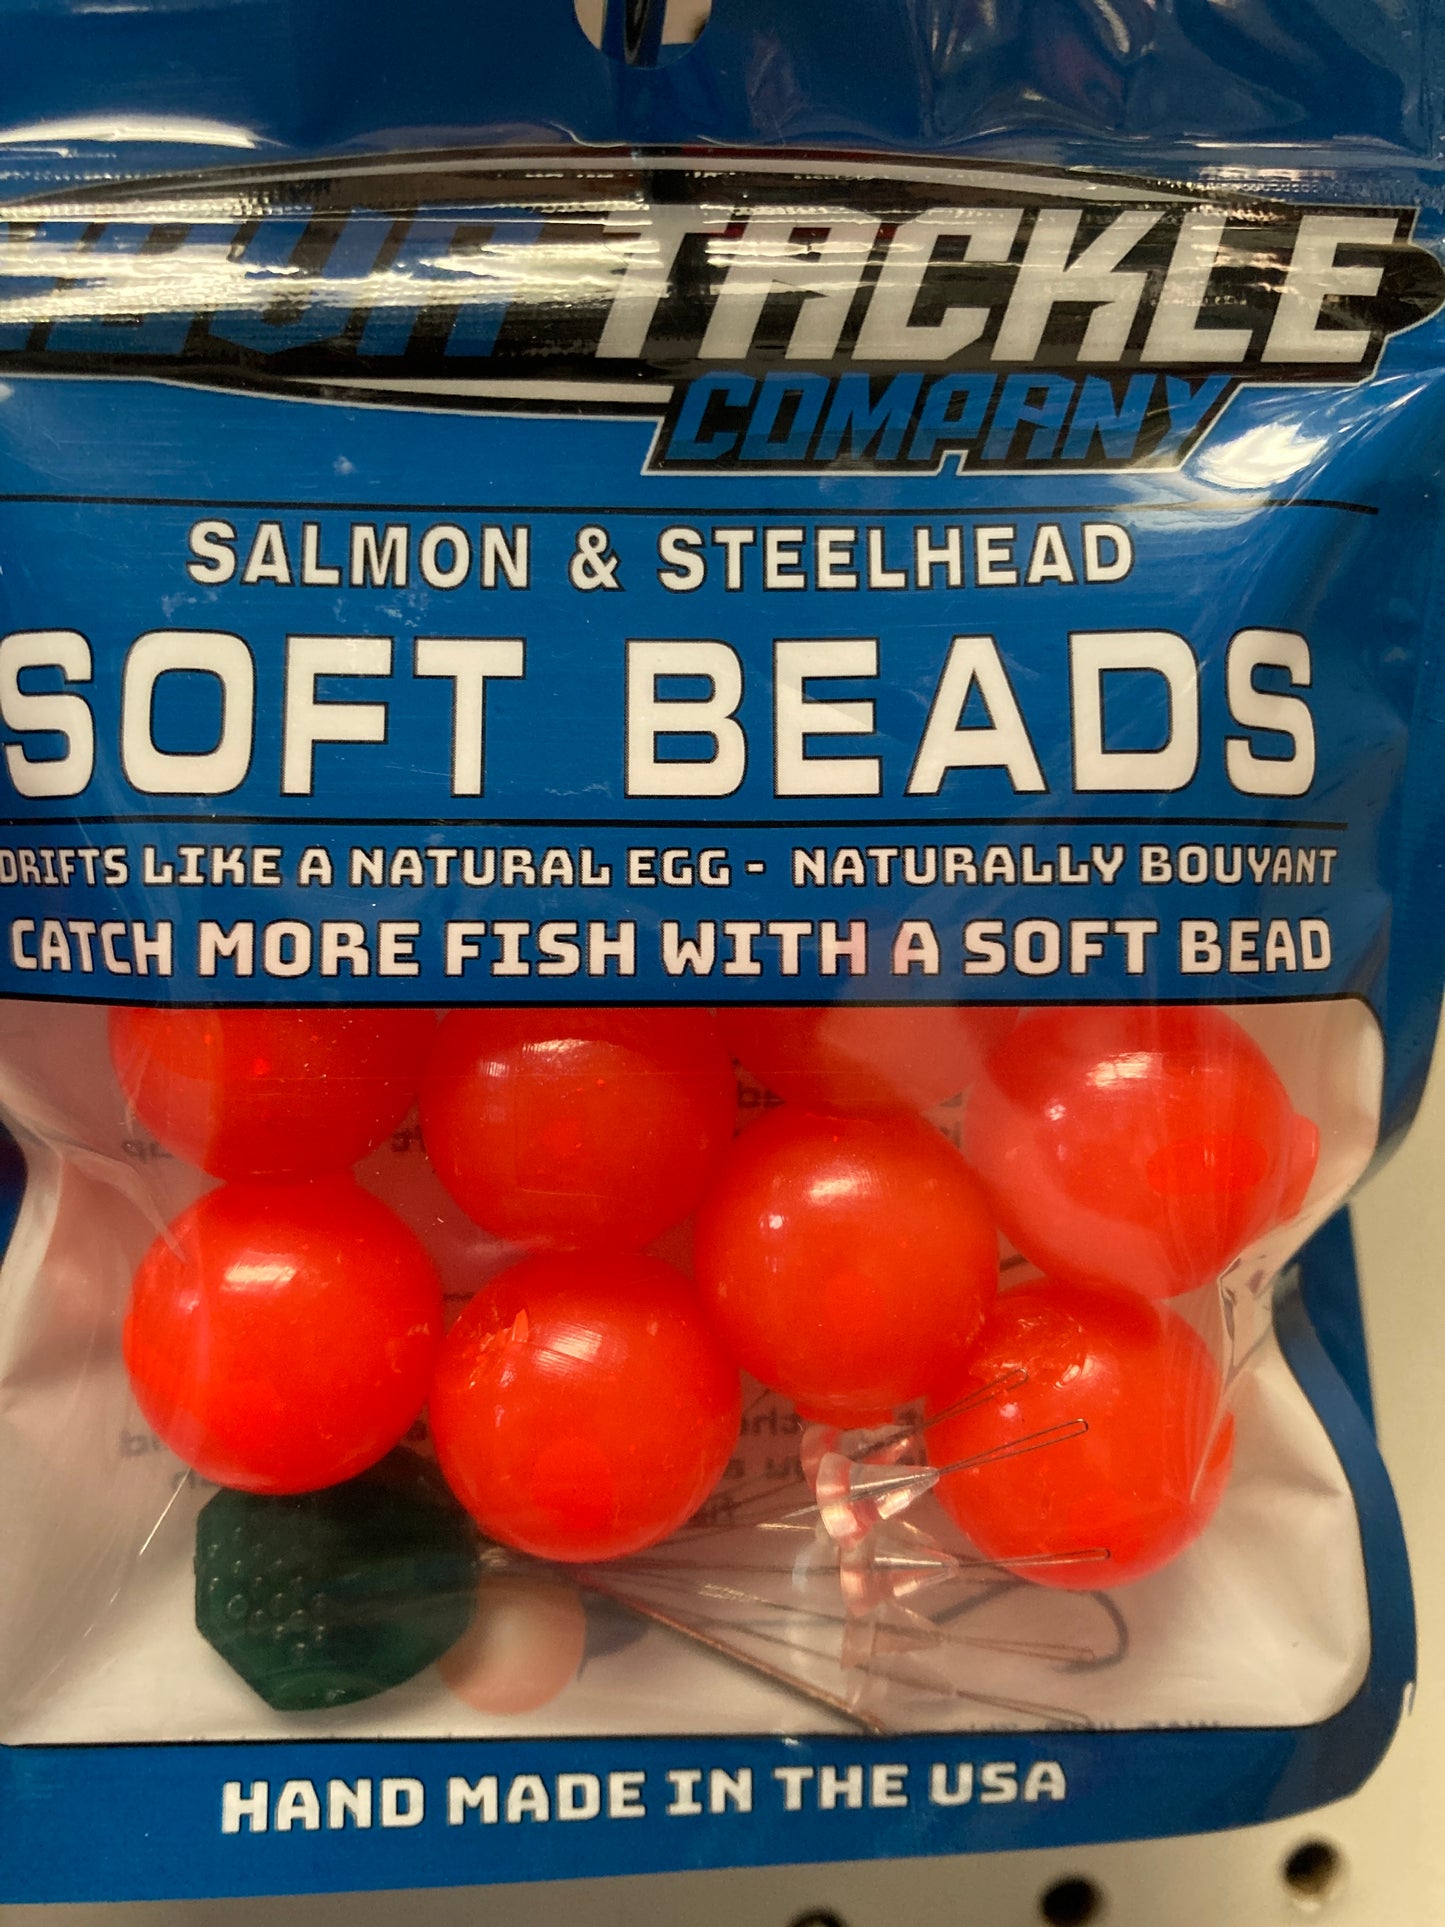 TACKLE
COMPANY
SALMON & STEELHEAD
SOFT BEADS
DRIFTS LIKE A NATURAL EGG - NATURALLY BOUYANT
CATCH MORE FISH WITH A SOFT BEAD
HAND MADE IN THE USA